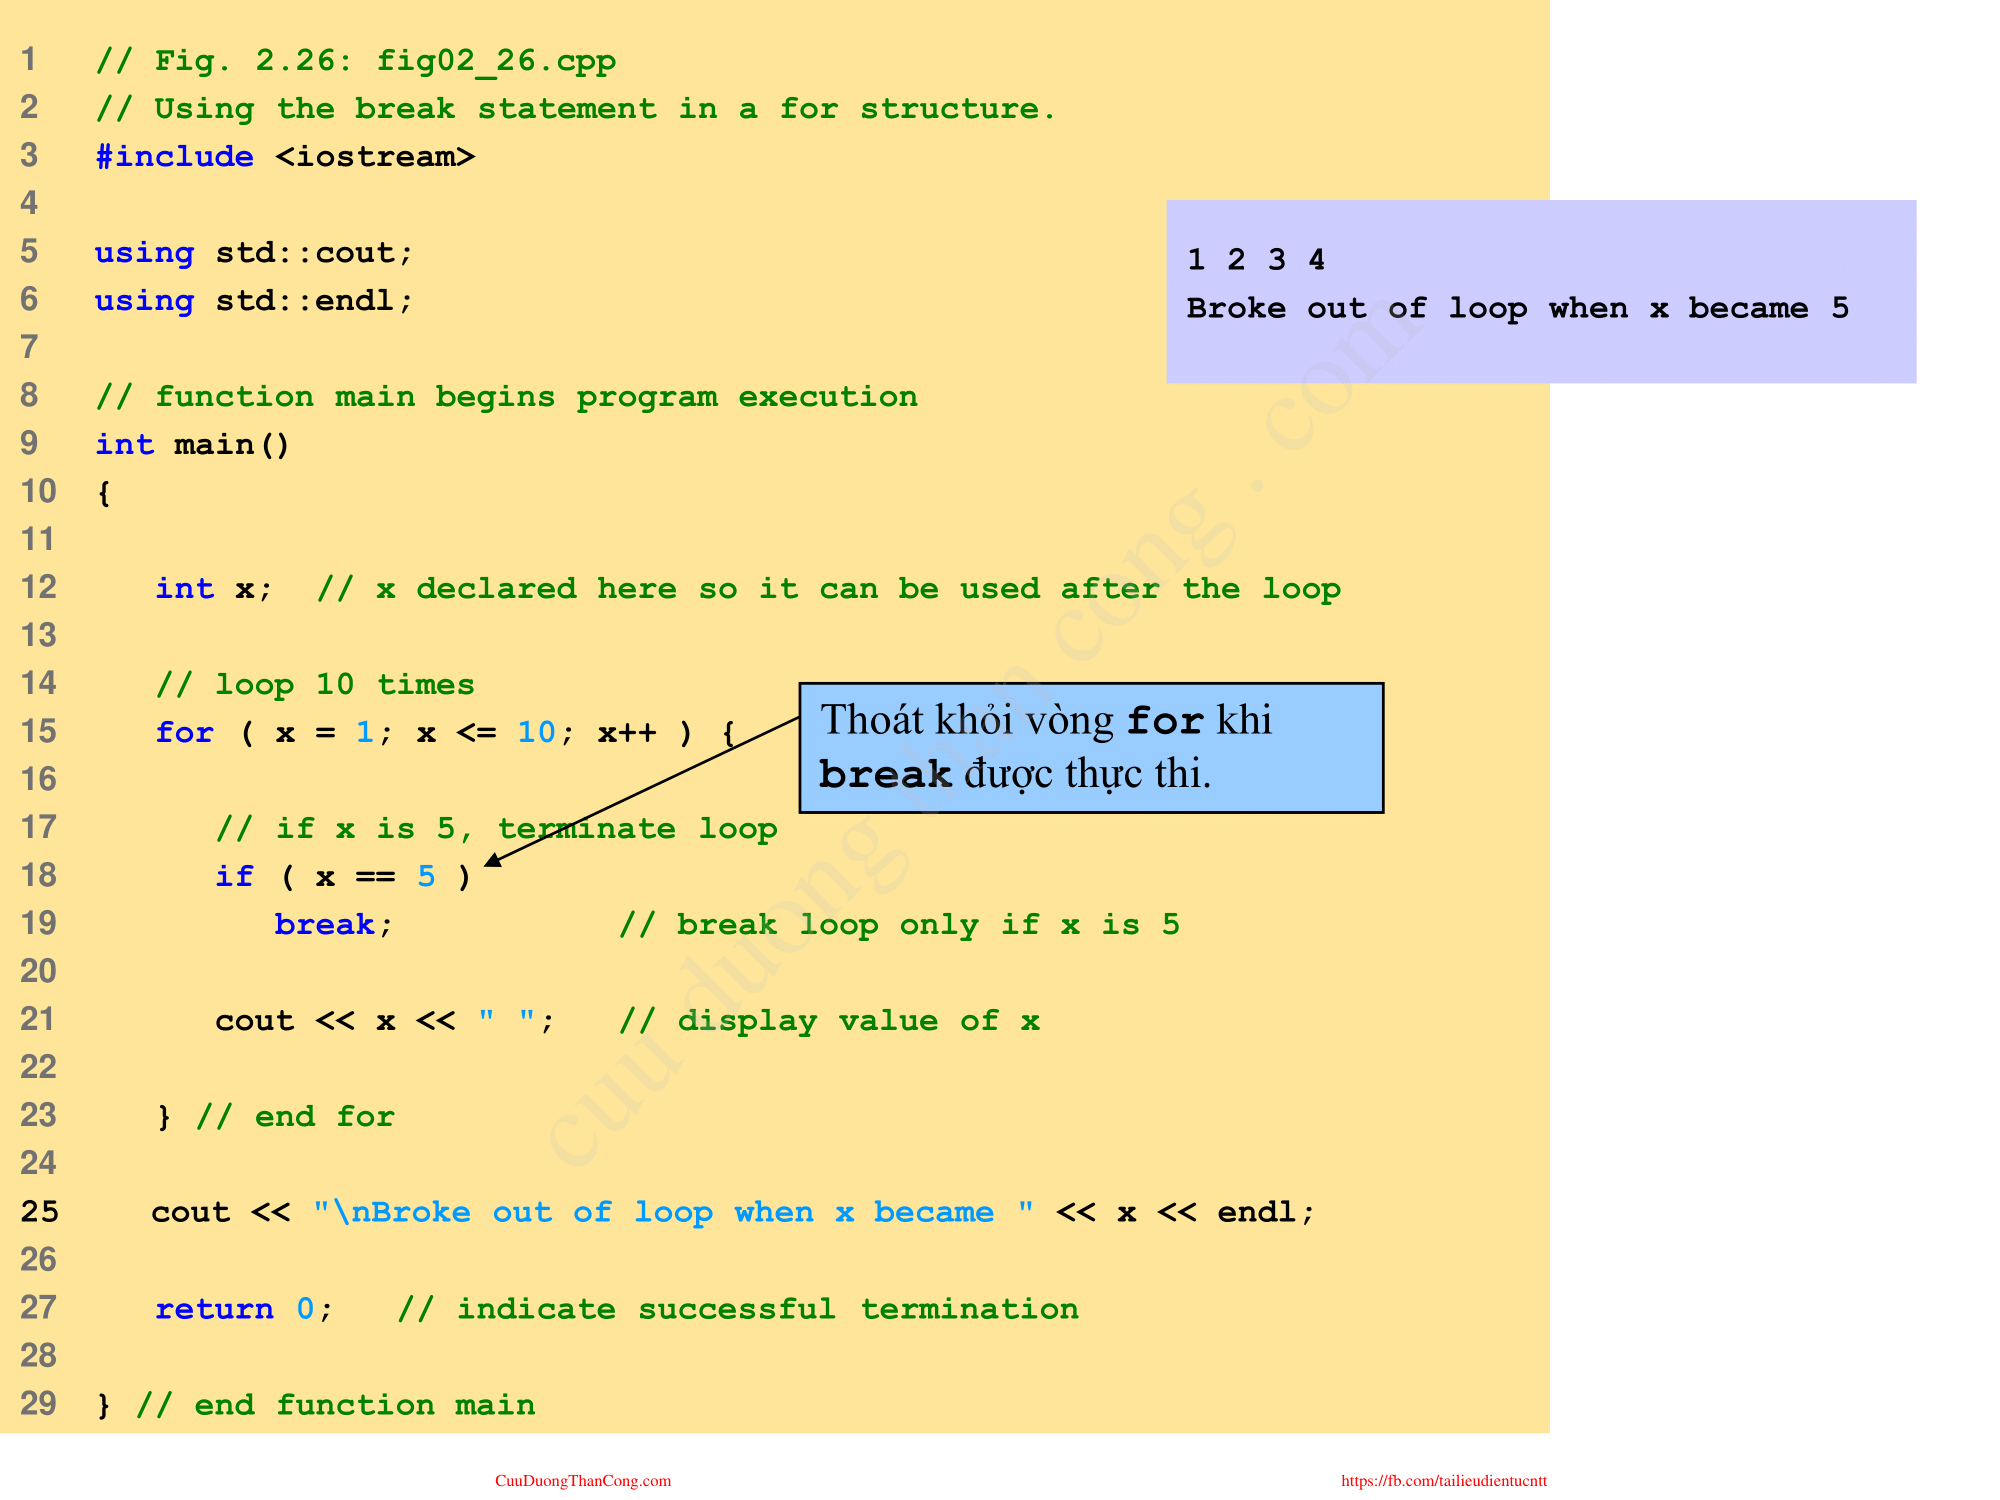 1 // Fig. 2.26: fig02_26.cpp
2 // Using the break statement in a for structure.
3 #include <iostream>
4
5 using std::cout;
6 using std::endl;
7
8 // function main begins program execution
9 int main()
10 {
11
12 int x; // x declared here so it can be used after the loop
13
14 // loop 10 times
15 for ( x = 1; x <= 10; x++ ) {
16
17 // if x is 5, terminate loop
18 if ( x == 5 )
19 break; // break loop only if x is 5
20
21 cout << x << " "; // display value of x
22
23 } // end for
24
25 cout << "\nBroke out of loop when x became " << x << endl;
26
27 return 0; // indicate successful termination
28
29 } // end function main
1 2 3 4
Broke out of loop when x became 5
Thoát khỏi vòng for khi
break được thực thi.
cuu duong than cong . com
CuuDuongThanCong.com
https://fb.com/tailieudientucntt